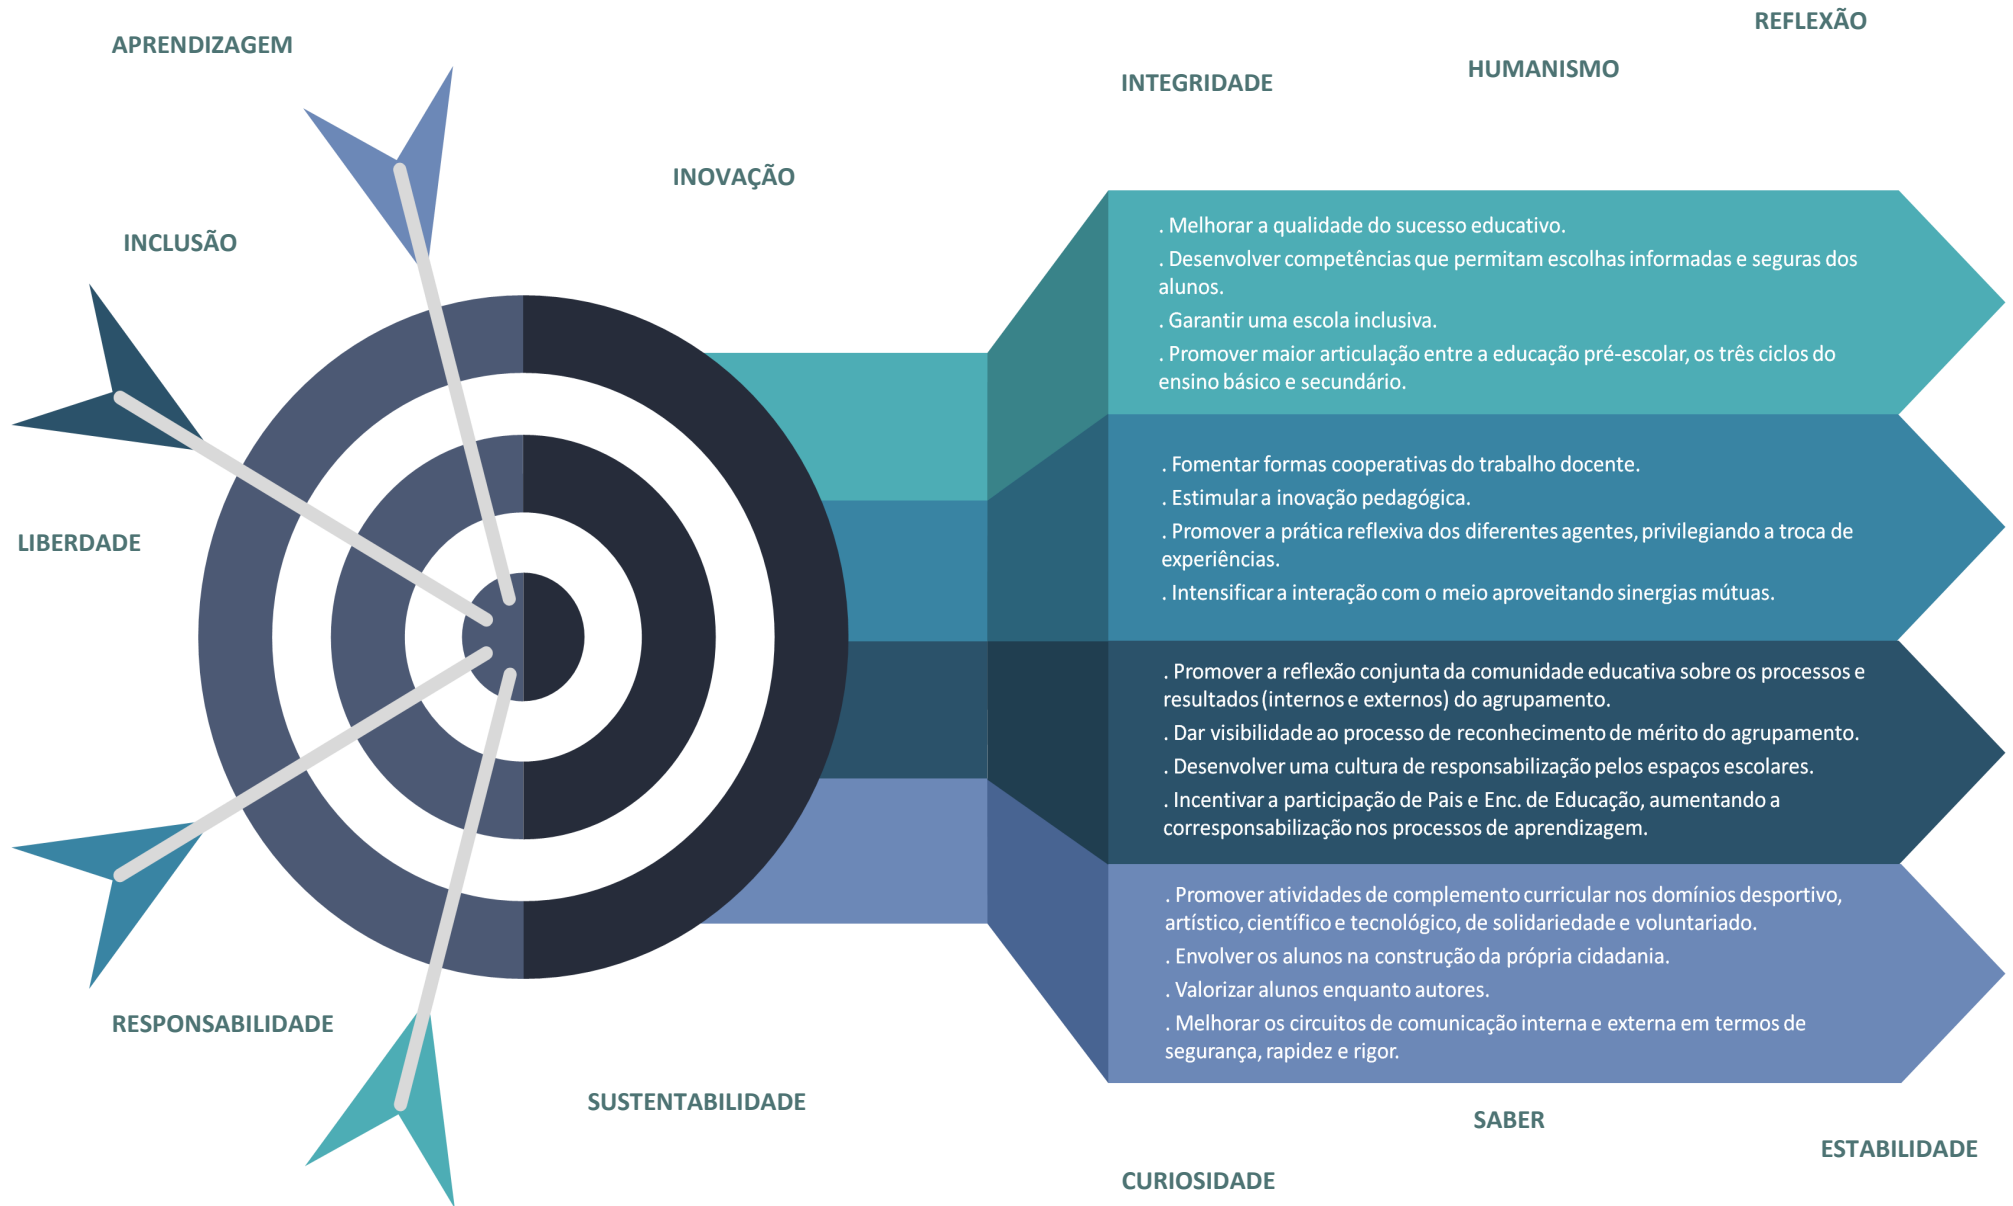 REFLEXÃO
APRENDIZAGEM
HUMANISMO
INTEGRIDADE
INOVAÇÃO
INCLUSÃO
. Melhorar a qualidade do sucesso educativo.
. Desenvolver competências que permitam escolhas informadas e seguras dos
alunos.
. Garantir uma escola inclusiva.
. Promover maior articulação entre a educação pré-escolar, os três ciclos do
ensino básico e secundário.
. Fomentar formas cooperativas do trabalho docente.
. Estimular a inovação pedagógica.
. Promover a prática reflexiva dos diferentes agentes, privilegiando a troca de
experiências.
. Intensificar a interação com o meio aproveitando sinergias mútuas.
LIBERDADE
. Promover a reflexão conjunta da comunidade educativa sobre os processos e
resultados (internos e externos) do agrupamento.
. Dar visibilidade ao processo de reconhecimento de mérito do agrupamento.
. Desenvolver uma cultura de responsabilização pelos espaços escolares.
. Incentivar a participação de Pais e Enc. de Educação, aumentando a
corresponsabilização nos processos de aprendizagem.
. Promover atividades de complemento curricular nos domínios desportivo,
artístico, científico e tecnológico, de solidariedade e voluntariado.
. Envolver os alunos na construção da própria cidadania.
. Valorizar alunos enquanto autores.
. Melhorar os circuitos de comunicação interna e externa em termos de
segurança, rapidez e rigor.
RESPONSABILIDADE
SUSTENTABILIDADE
SABER
ESTABILIDADE
CURIOSIDADE